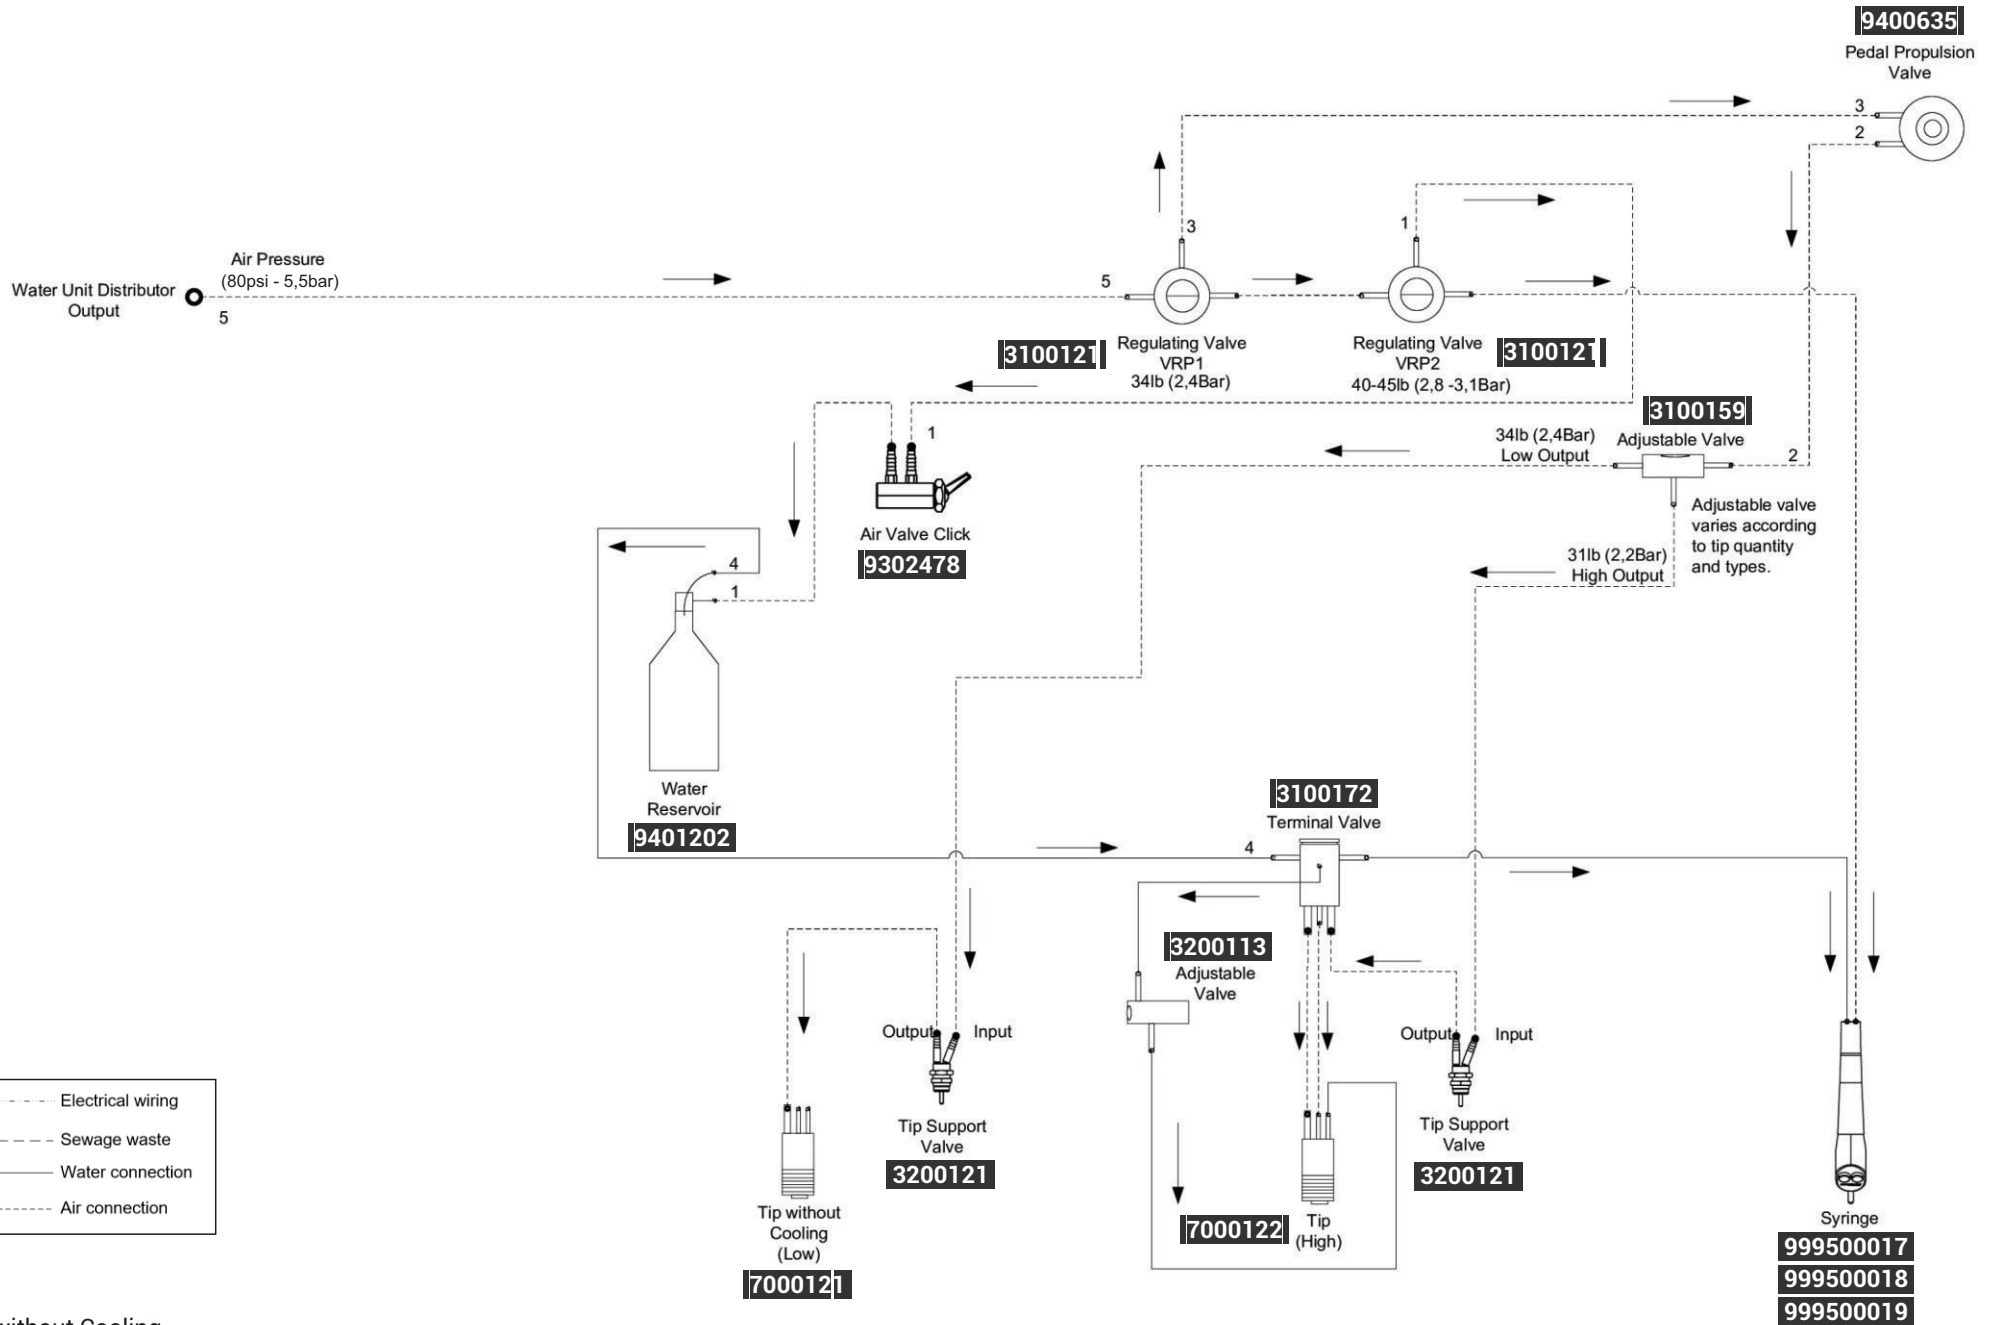 9400635
Pedal Propulsion
Valve
3
2
3
1
Air Pressure
(80psi - 5,5bar)
Water Unit Distributor
Output
5
5
3100121
Regulating Valve
VRP1
34lb (2,4Bar)
Regulating Valve
VRP2
40-45lb (2,8 -3,1Bar)
3100121
3100159
Adjustable Valve
34lb (2,4Bar)
Low Output
2
1
Air Valve Click
9302478
Adjustable valve
varies according
to tip quantity
and types.
31lb (2,2Bar)
High Output
4
1
Water
Reservoir
9401202
3100172
Terminal Valve
4
3200113
Adjustable
Valve
Output
Input
Tip Support
Valve
3200121
Output
Input
Tip Support
Valve
3200121
Tip without
Cooling
(Low)
7000121
7000122
Tip
(High)
Syringe
999500017
999500018
999500019
Electrical wiring
Sewage waste
Water connection
Air connection
without Cooling